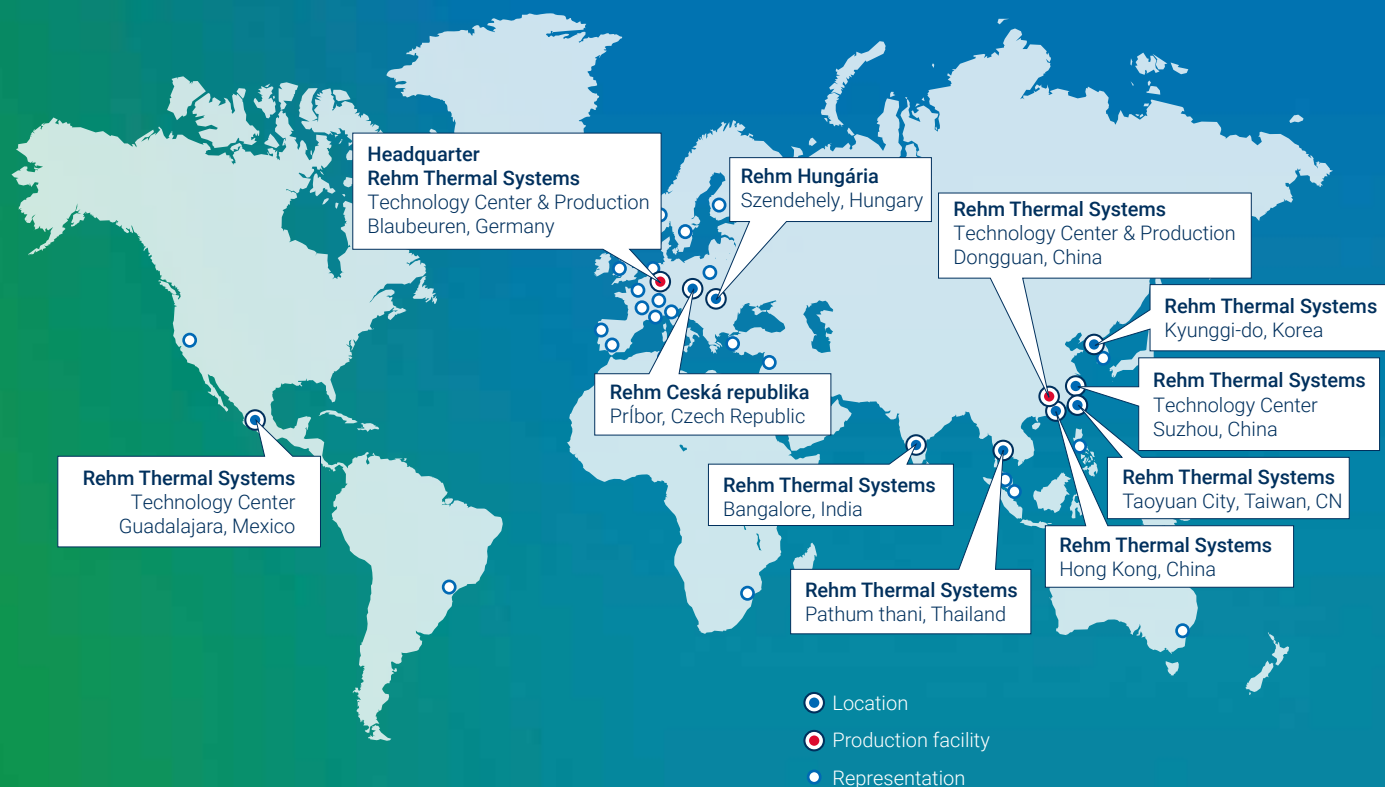 Headquarter
Rehm Thermal Systems
Technology Center & Production
Blaubeuren, Germany
Rehm Hungária
Szendehely, Hungary
Rehm Thermal Systems
Technology Center & Production
Dongguan, China
Rehm Thermal Systems
Kyunggi-do, Korea
Rehm Ceská republika
PrÍbor, Czech Republic
Rehm Thermal Systems
Technology Center
Suzhou, China
Rehm Thermal Systems
Technology Center
Guadalajara, Mexico
Rehm Thermal Systems
Bangalore, India
Rehm Thermal Systems
Taoyuan City, Taiwan, CN
Rehm Thermal Systems
Hong Kong, China
Rehm Thermal Systems
Pathum thani, Thailand
Location
Production facility
Representation